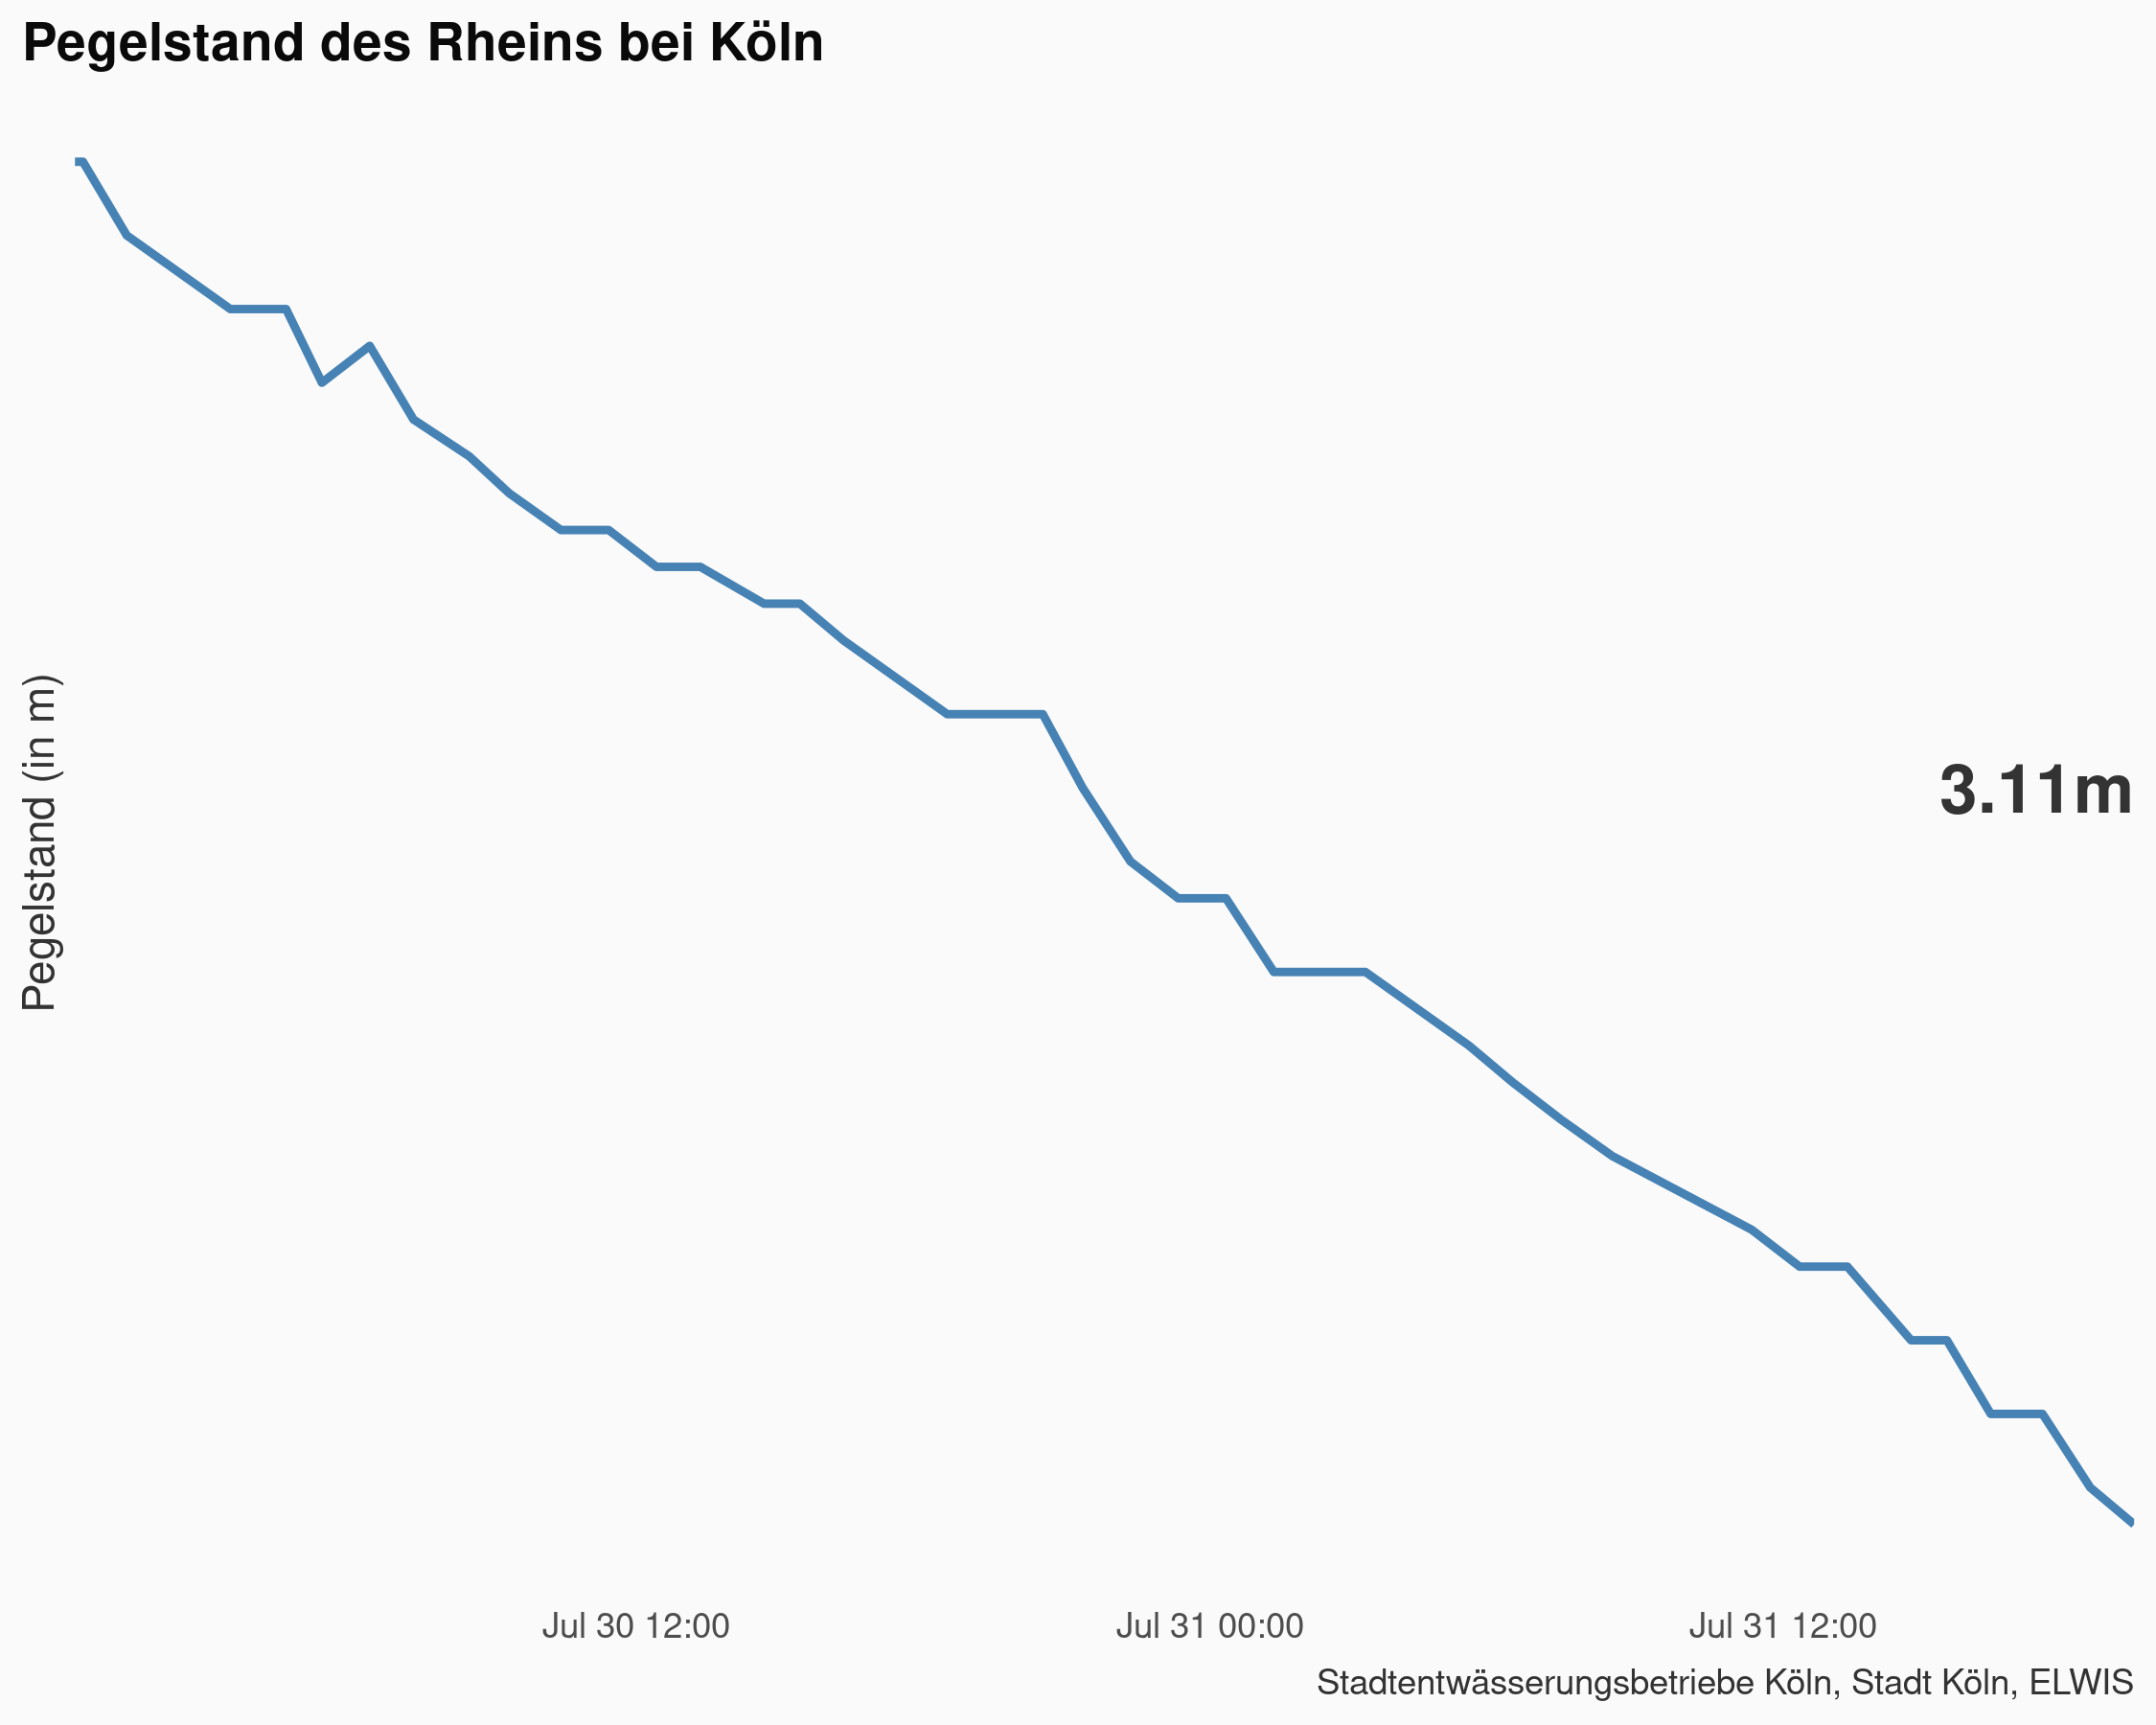 Pegelstand des Rheins bei Köln
Pegelstand (in m)
3.11m
Jul 30 12:00
Jul 31 00:00
Jul 31 12:00
Stadtentwässerungsbetriebe Köln, Stadt Köln, ELWIS